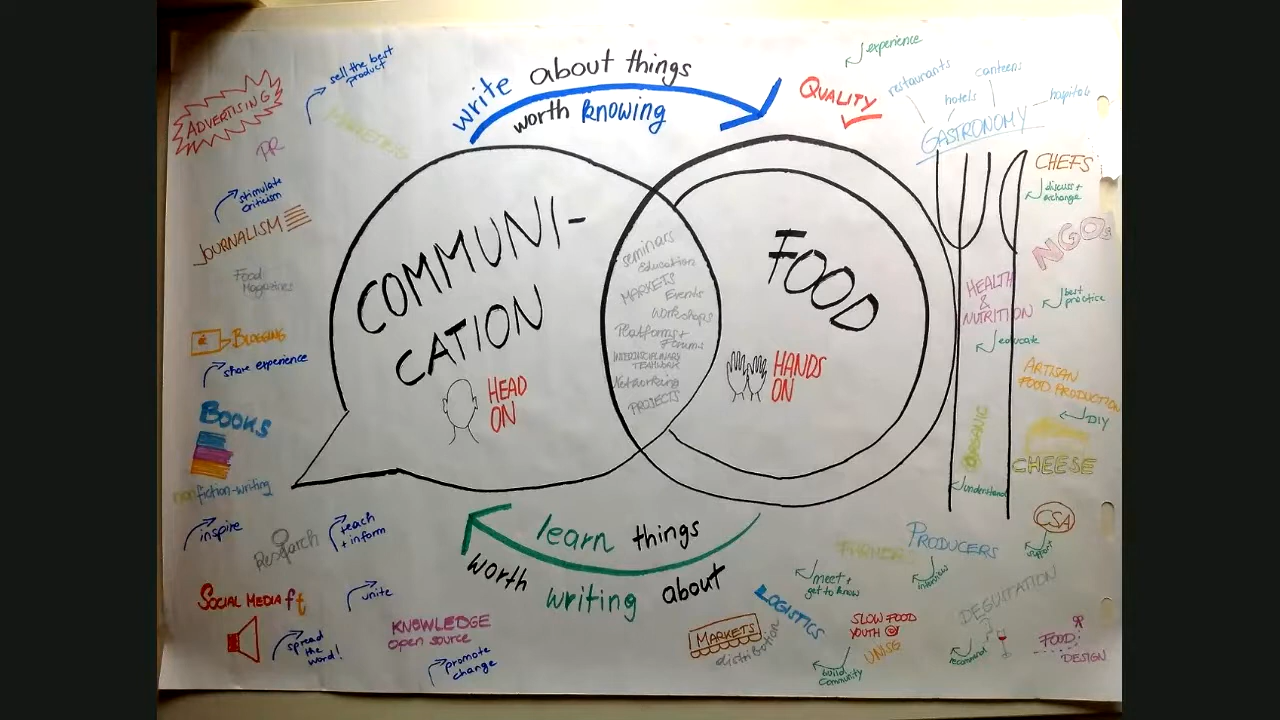 write about things
worth knowing
COMMUNI-
CATION
HEAD
ON
seminars
Education
MARKETS
Events
Workshops
Platforms +
Forums
INTERDISCIPLINARY
TEAMWORK
Networking
PROJECTS
FOOD
HANDS
ON
learn things
worth writing about
ADVERTISING
sell the best
product
MARKETING
PR
stimulate
criticism
JOURNALISM
Food
Magazines
BLOGGING
share experience
BOOKS
nonfiction-writing
inspire
Research
teach
+ inform
SOCIAL MEDIA f t
spread
the
word!
unite
KNOWLEDGE
open source
promote
change
experience
QUALITY
restaurants
canteens
hotels
hospitals
GASTRONOMY
CHEFS
discuss +
exchange
NGOs
HEALTH
&
NUTRITION
best
practice
educate
ARTISAN
FOOD PRODUCTION
DIY
ORGANIC
CHEESE
understand
CSA
support
PRODUCERS
FARMER
interview
meet +
get to know
DEGUSTATION
LOGISTICS
MARKETS
distribution
SLOW FOOD
YOUTH
UNISG
build
community
recommend
FOOD
DESIGN